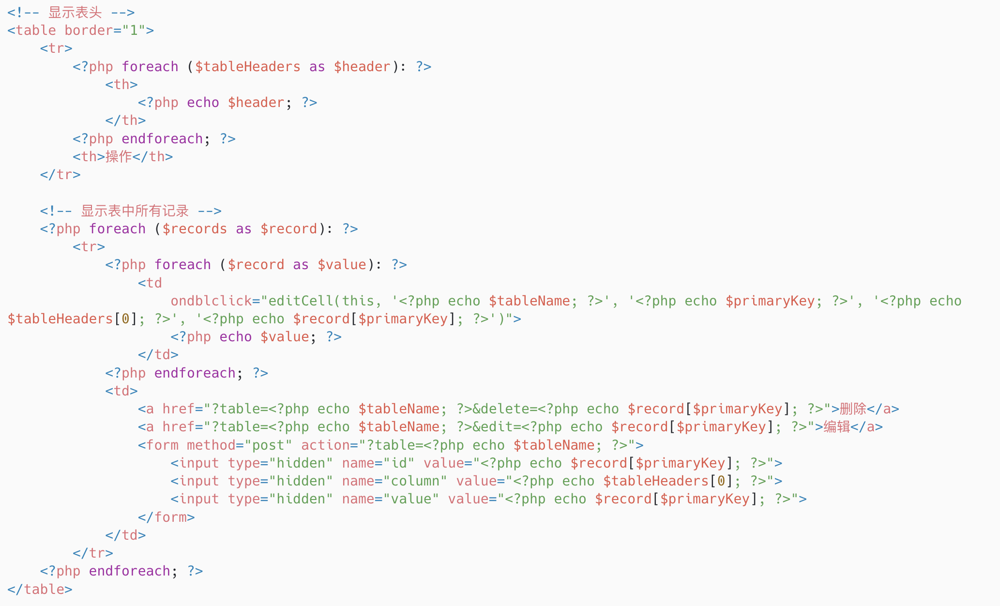 <!-- 显示表头 -->
<table border="1">
    <tr>
        <?php foreach ($tableHeaders as $header): ?>
            <th>
                <?php echo $header; ?>
            </th>
        <?php endforeach; ?>
        <th>操作</th>
    </tr>

    <!-- 显示表中所有记录 -->
    <?php foreach ($records as $record): ?>
        <tr>
            <?php foreach ($record as $value): ?>
                <td
                    ondblclick="editCell(this, '<?php echo $tableName; ?>', '<?php echo $primaryKey; ?>', '<?php echo
$tableHeaders[0]; ?>', '<?php echo $record[$primaryKey]; ?>')">
                    <?php echo $value; ?>
                </td>
            <?php endforeach; ?>
            <td>
                <a href="?table=<?php echo $tableName; ?>&delete=<?php echo $record[$primaryKey]; ?>">删除</a>
                <a href="?table=<?php echo $tableName; ?>&edit=<?php echo $record[$primaryKey]; ?>">编辑</a>
                <form method="post" action="?table=<?php echo $tableName; ?>">
                    <input type="hidden" name="id" value="<?php echo $record[$primaryKey]; ?>">
                    <input type="hidden" name="column" value="<?php echo $tableHeaders[0]; ?>">
                    <input type="hidden" name="value" value="<?php echo $record[$primaryKey]; ?>">
                </form>
            </td>
        </tr>
    <?php endforeach; ?>
</table>